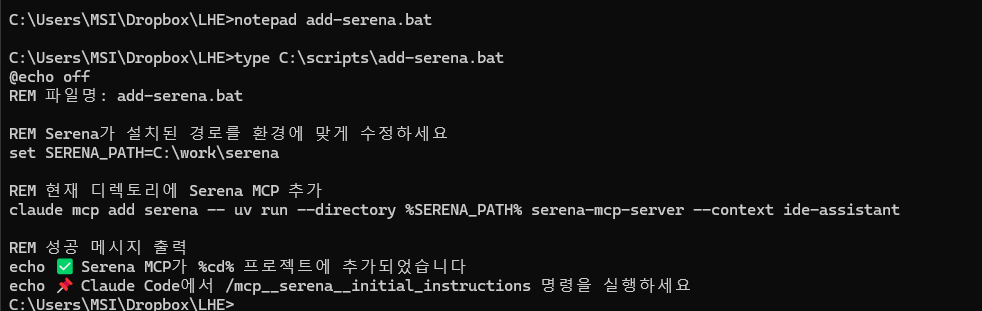 C:\Users\MSI\Dropbox\LHE>notepad add-serena.bat
C:\Users\MSI\Dropbox\LHE>type C:\scripts\add-serena.bat
@echo off
REM 파일명: add-serena.bat
REM Serena가 설치된 경로를 환경에 맞게 수정하세요
set SERENA_PATH=C:\work\serena
REM 현재 디렉토리에 Serena MCP 추가
claude mcp add serena -- uv run --directory %SERENA_PATH% serena-mcp-server --context ide-assistant
REM 성공 메시지 출력
echo ✅ Serena MCP가 %cd% 프로젝트에 추가되었습니다
echo 📌 Claude Code에서 /mcp__serena__initial_instructions 명령을 실행하세요
C:\Users\MSI\Dropbox\LHE>